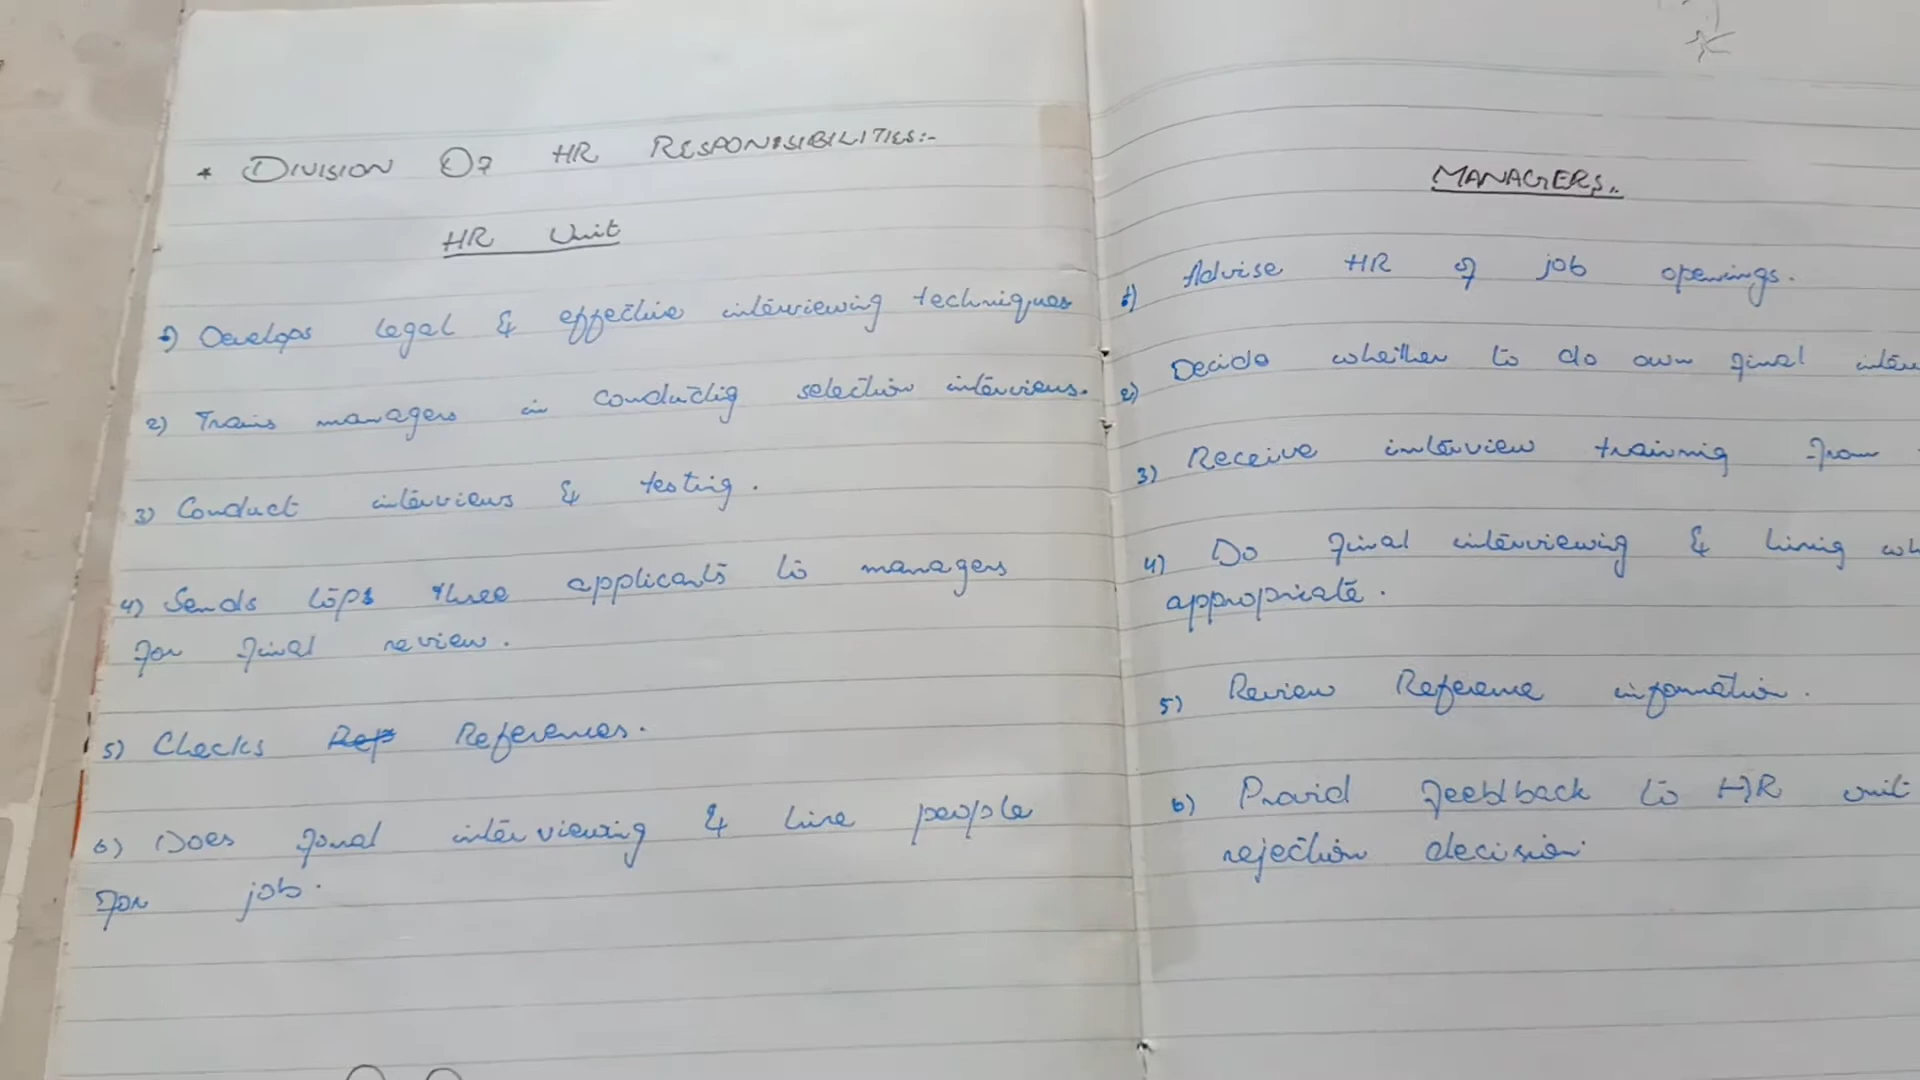 * DIVISION OF HR RESPONISIBILITIES:-
HR Unit
1) Develops legal & effective interviewing techniques
2) Trains managers in conducting selection interviews.
3) Conduct interviews & testing.
4) Sends tops three applicants to managers
for final review.
5) Checks Ref References.
6) Does final interviewing & hire people
for job.
MANAGERS..
1) Advise HR of job openings.
2) Decide whether to do own final
3) Receive interview training from
4) Do final interviewing & hiring
appropriate.
5) Review Reference information.
6) Provid feedback to HR unit
rejection decision.